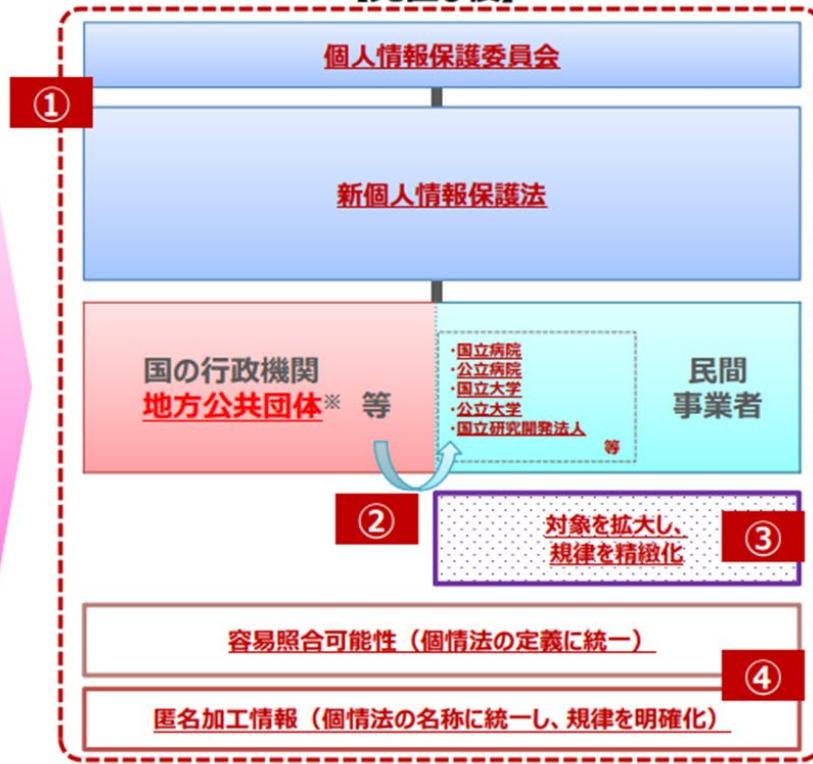 ①
個人情報保護委員会
新個人情報保護法
国の行政機関
地方公共団体※ 等
・国立病院
・公立病院
・国立大学
・公立大学
・国立研究開発法人
等
民間
事業者
②
対象を拡大し、
規律を精緻化
③
容易照合可能性（個情法の定義に統一）
④
匿名加工情報（個情法の名称に統一し、規律を明確化）